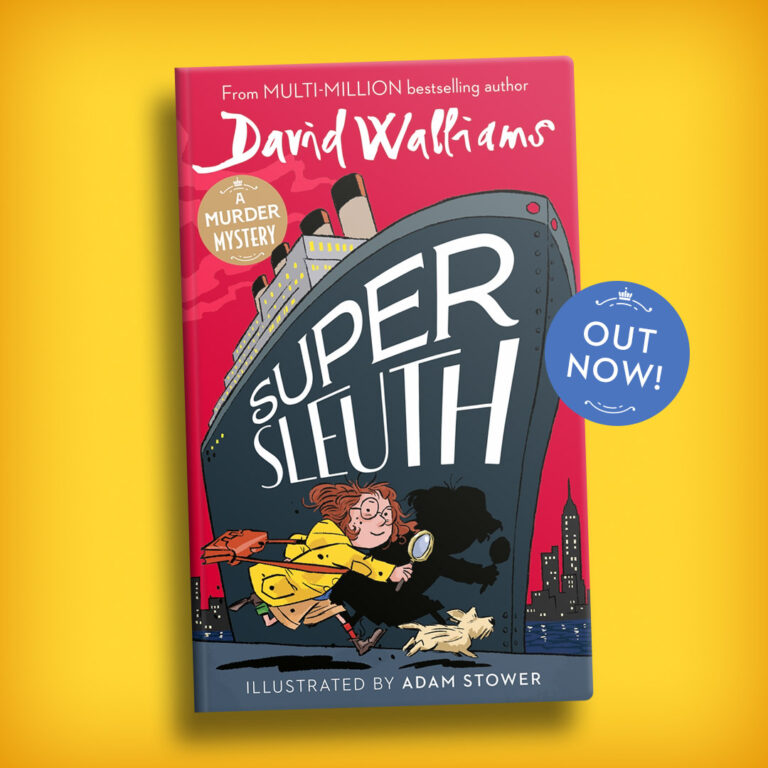 From MULTI-MILLION bestselling author
David Walliams
A
MURDER
MYSTERY
SUPER
SLEUTH
OUT
NOW!
ILLUSTRATED BY ADAM STOWER